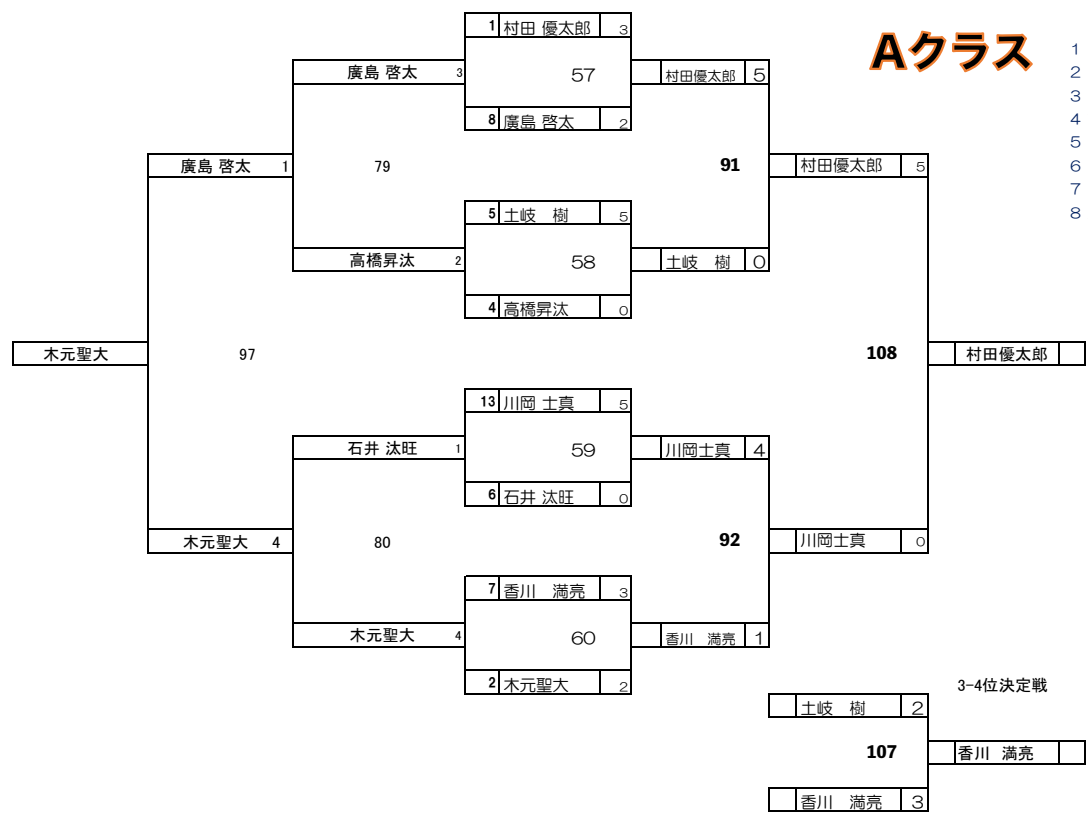 Aクラス
1 村田 優太郎 3
1
廣島 啓太 3
57
村田優太郎 5
2
3
8 廣島 啓太 2
4
5
廣島 啓太 1
79
91
村田優太郎 5
6
7
5 土岐 樹 5
8
高橋昇汰 2
58
土岐 樹 0
4 高橋昇汰 0
木元聖大
97
108
村田優太郎
13 川岡 士真 5
石井 汰旺 1
59
川岡士真 4
6 石井 汰旺 0
木元聖大 4
80
92
川岡士真 0
7 香川 満亮 3
木元聖大 4
60
香川 満亮 1
2 木元聖大 2
3-4位決定戦
土岐 樹 2
107
香川 満亮
香川 満亮 3